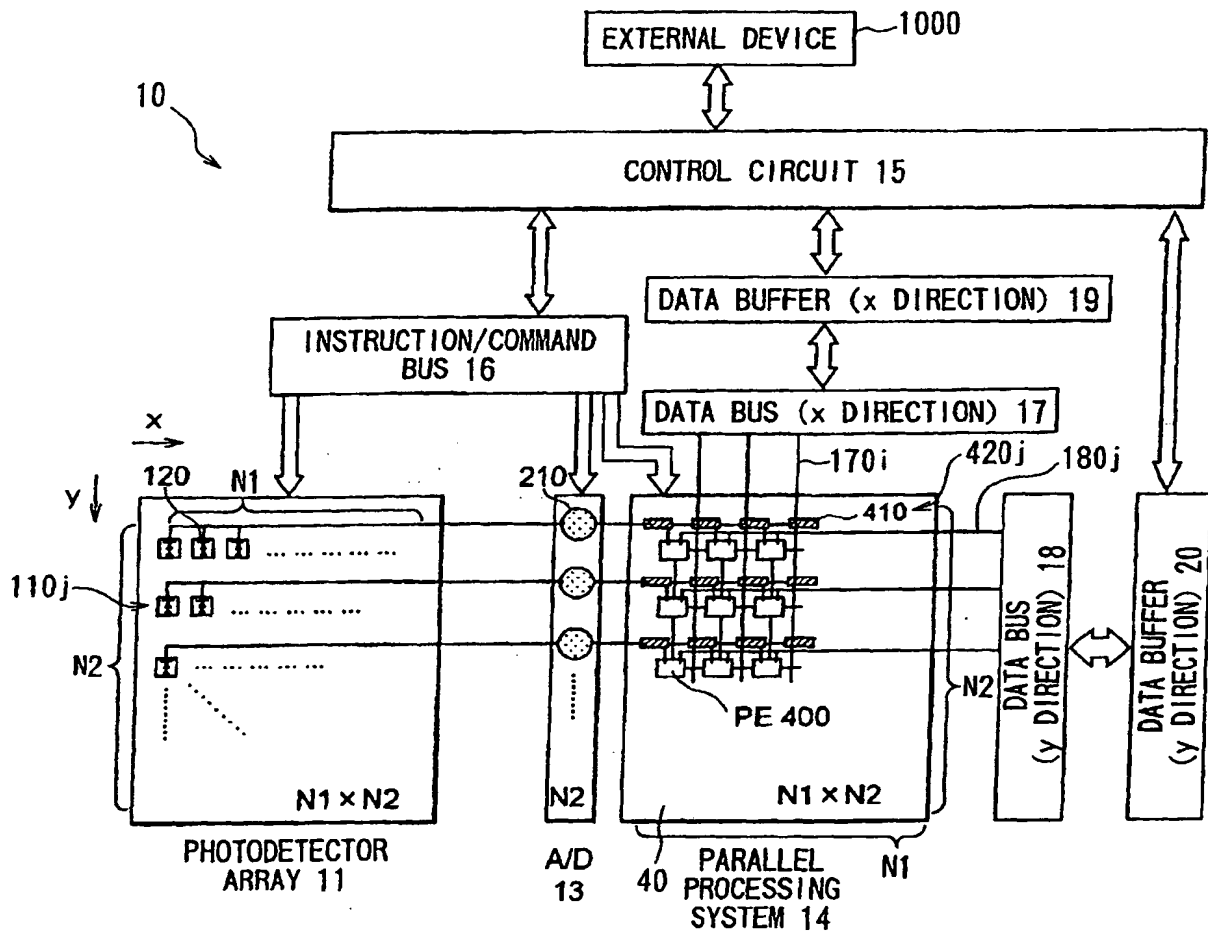 EXTERNAL DEVICE
1000
10
CONTROL CIRCUIT 15
DATA BUFFER (x DIRECTION) 19
INSTRUCTION/COMMAND
BUS 16
DATA BUS (x DIRECTION) 17
x
y
120
N1
210
170i
420j
180j
410
110j
N2
N2
PE 400
DATA BUS
(y DIRECTION) 18
DATA BUFFER
(y DIRECTION) 20
N1 × N2
N2
N1 × N2
PHOTODETECTOR
ARRAY 11
A/D
13
40
PARALLEL
PROCESSING
SYSTEM 14
N1